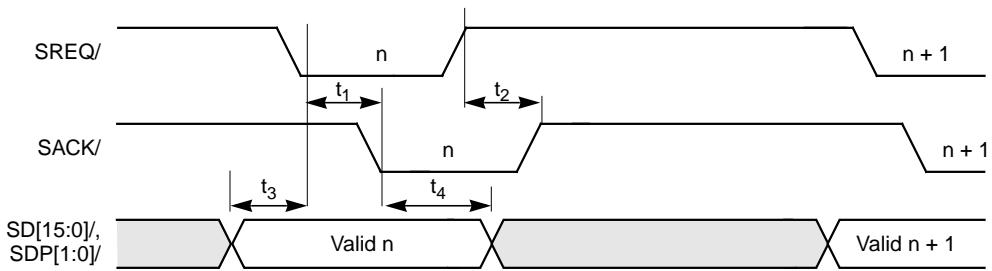 SREQ/ n n + 1
t1 t2
SACK/ n n + 1
t3 t4
SD[15:0]/,
SDP[1:0]/ Valid n Valid n + 1